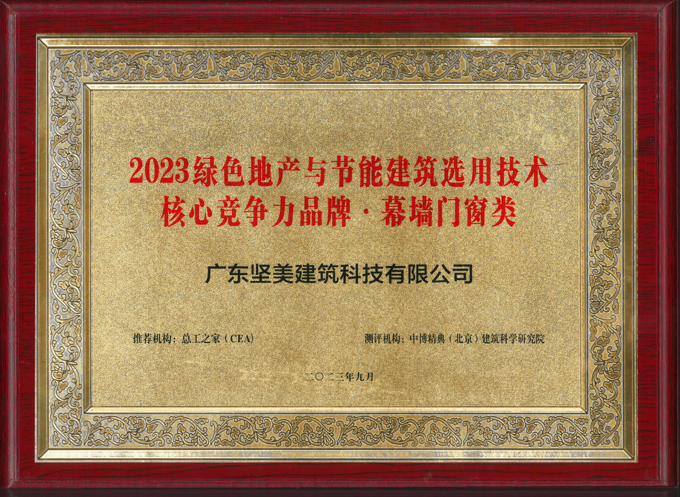 2023绿色地产与节能建筑选用技术
核心竞争力品牌·幕墙门窗类
广东坚美建筑科技有限公司
推荐机构：总工之家（CEA）
测评机构：中博精典（北京）建筑科学研究院
二〇二三年九月